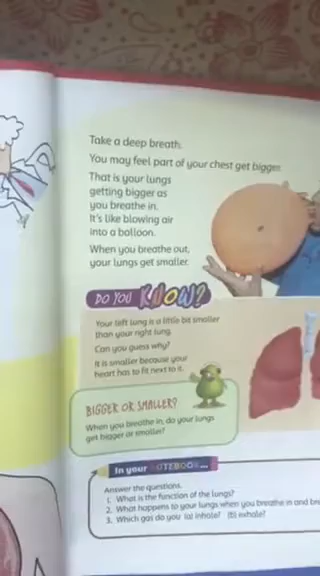 Take a deep breath.
You may feel part of your chest get bigger.
That is your lungs
getting bigger as
you breathe in.
It's like blowing air
into a balloon.
When you breathe out,
your lungs get smaller.
DO YOU KNOW?
Your left lung is a little bit smaller
than your right lung.
Can you guess why?
It is smaller because your
heart has to fit next to it.
BIGGER OR SMALLER?
When you breathe in, do your lungs
get bigger or smaller?
In your NOTEBOOK...
Answer the questions.
1. What is the function of the lungs?
2. What happens to your lungs when you breathe in and
3. Which gas do you (a) inhale? (b) exhale?